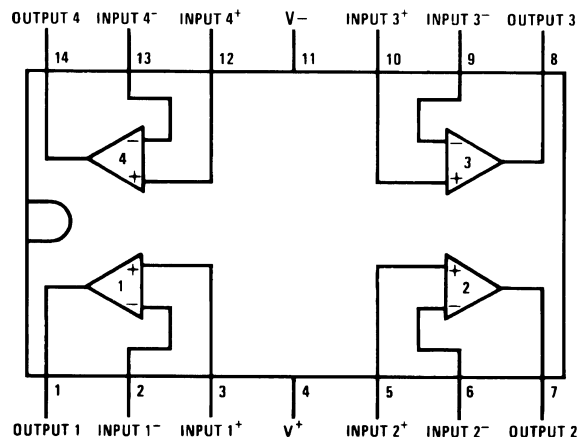 OUTPUT 4 INPUT 4⁻ INPUT 4⁺ V− INPUT 3⁺ INPUT 3⁻ OUTPUT 3
14 13 12 11 10 9 8
− −
4 3
+ +
+ +
1 2
− −
1 2 3 4 5 6 7
OUTPUT 1 INPUT 1⁻ INPUT 1⁺ V⁺ INPUT 2⁺ INPUT 2⁻ OUTPUT 2